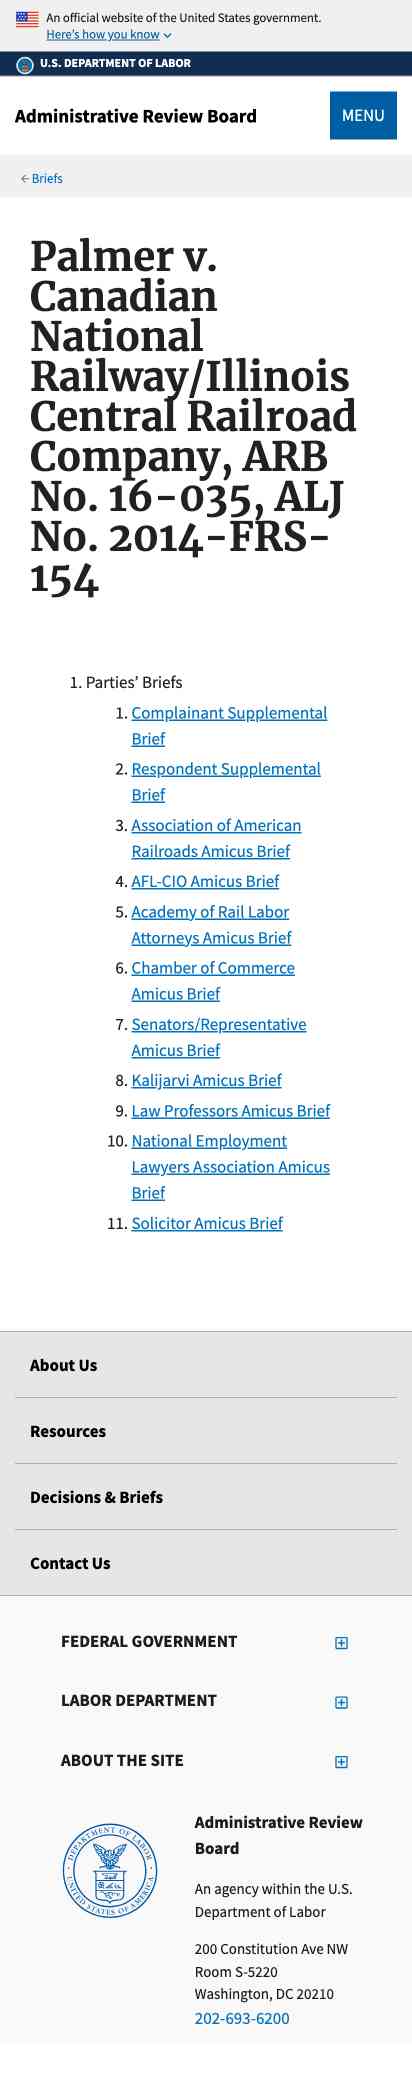 An official website of the United States government.
Here's how you know
U.S. DEPARTMENT OF LABOR
Administrative Review Board
MENU
Briefs
Palmer v.
Canadian
National
Railway/Illinois
Central Railroad
Company, ARB
No. 16-035, ALJ
No. 2014-FRS-
154
1. Parties' Briefs
1. Complainant Supplemental
Brief
2. Respondent Supplemental
Brief
3. Association of American
Railroads Amicus Brief
4. AFL-CIO Amicus Brief
5. Academy of Rail Labor
Attorneys Amicus Brief
6. Chamber of Commerce
Amicus Brief
7. Senators/Representative
Amicus Brief
8. Kalijarvi Amicus Brief
9. Law Professors Amicus Brief
10. National Employment
Lawyers Association Amicus
Brief
11. Solicitor Amicus Brief
About Us
Resources
Decisions & Briefs
Contact Us
FEDERAL GOVERNMENT
LABOR DEPARTMENT
ABOUT THE SITE
DEPARTMENT OF LABOR
UNITED STATES OF AMERICA
Administrative Review
Board
An agency within the U.S.
Department of Labor
200 Constitution Ave NW
Room S-5220
Washington, DC 20210
202-693-6200